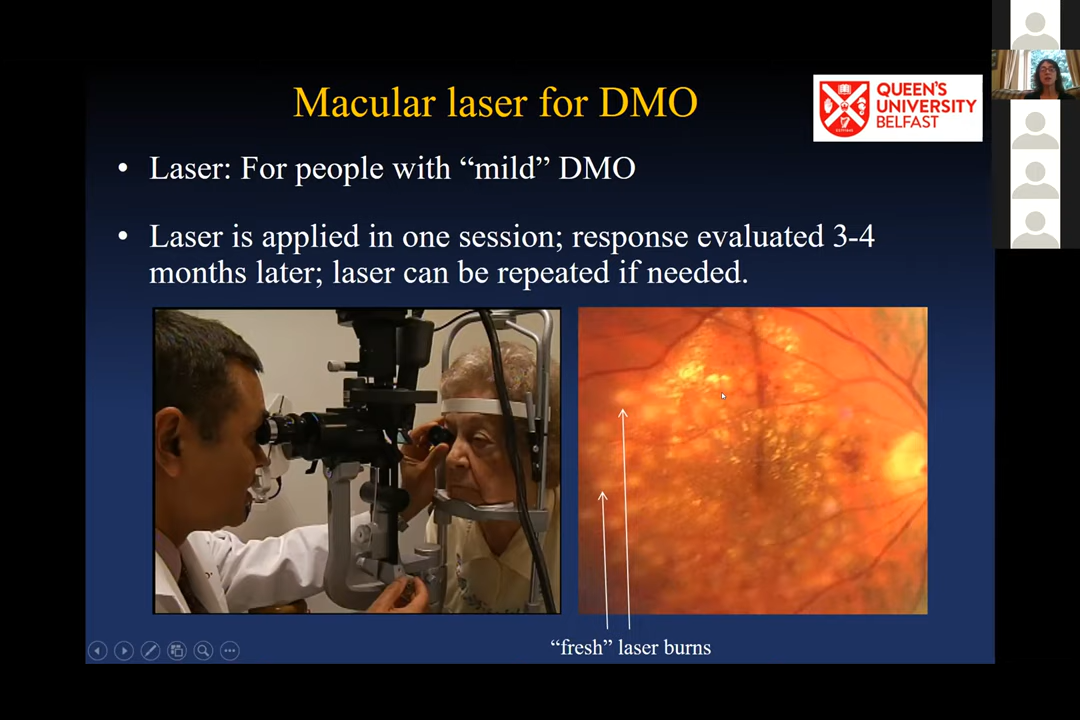 Macular laser for DMO
QUEEN'S
UNIVERSITY
BELFAST
• Laser: For people with “mild” DMO
• Laser is applied in one session; response evaluated 3-4
months later; laser can be repeated if needed.
“fresh” laser burns